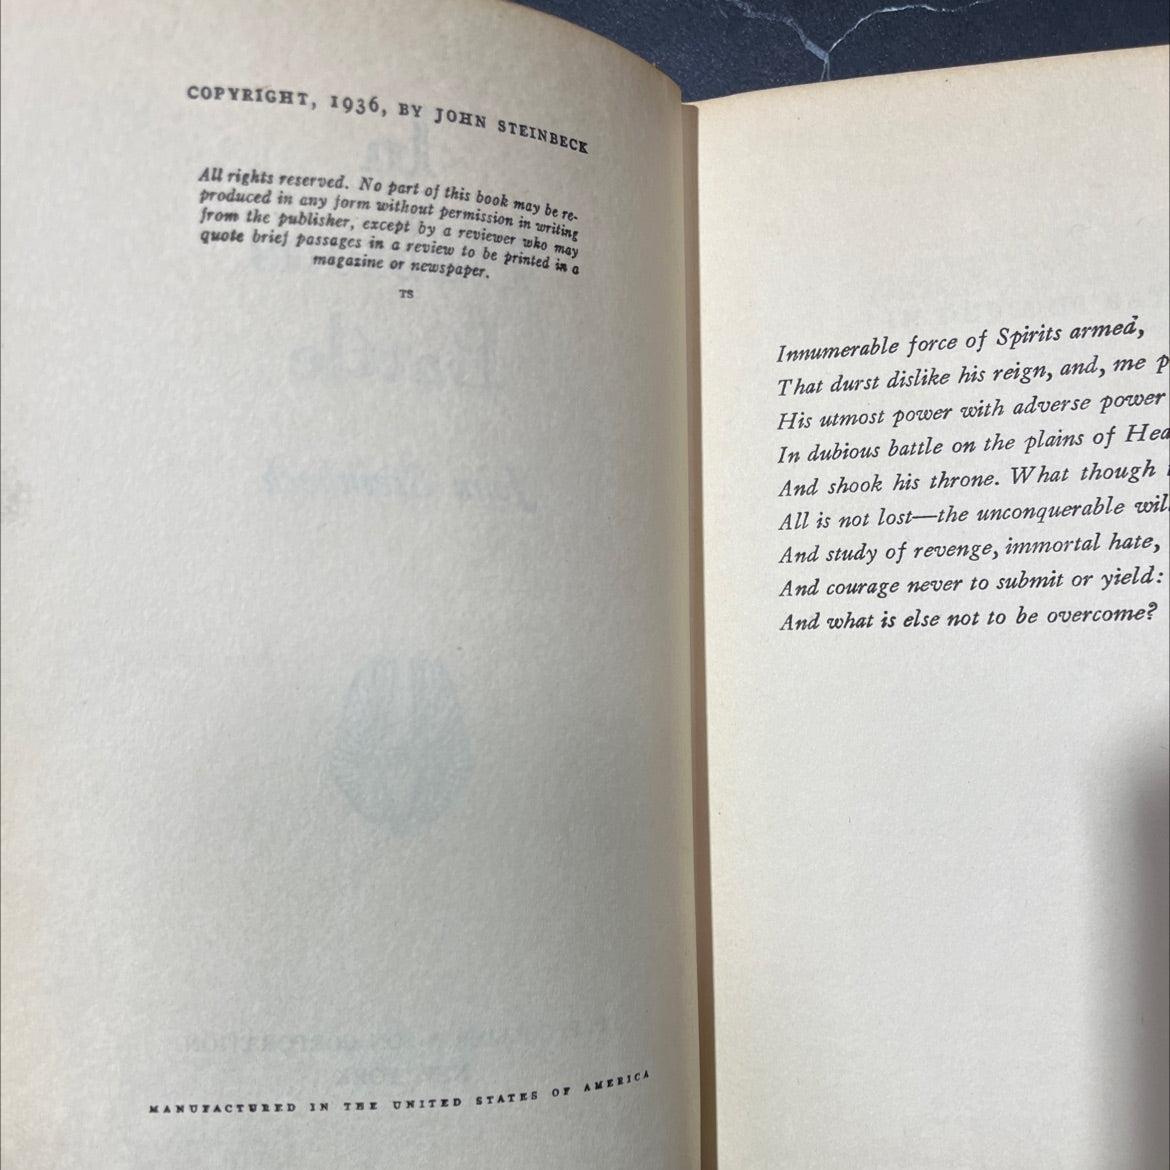 COPYRIGHT, 1936, BY JOHN STEINBECK
All rights reserved. No part of this book may be re-
produced in any form without permission in writing
from the publisher, except by a reviewer who may
quote brief passages in a review to be printed in a
magazine or newspaper.
TS
MANUFACTURED IN THE UNITED STATES OF AMERICA
Innumerable force of Spirits armed,
That durst dislike his reign, and, me p
His utmost power with adverse power
In dubious battle on the plains of Hea
And shook his throne. What though
All is not lost—the unconquerable wil
And study of revenge, immortal hate,
And courage never to submit or yield:
And what is else not to be overcome?